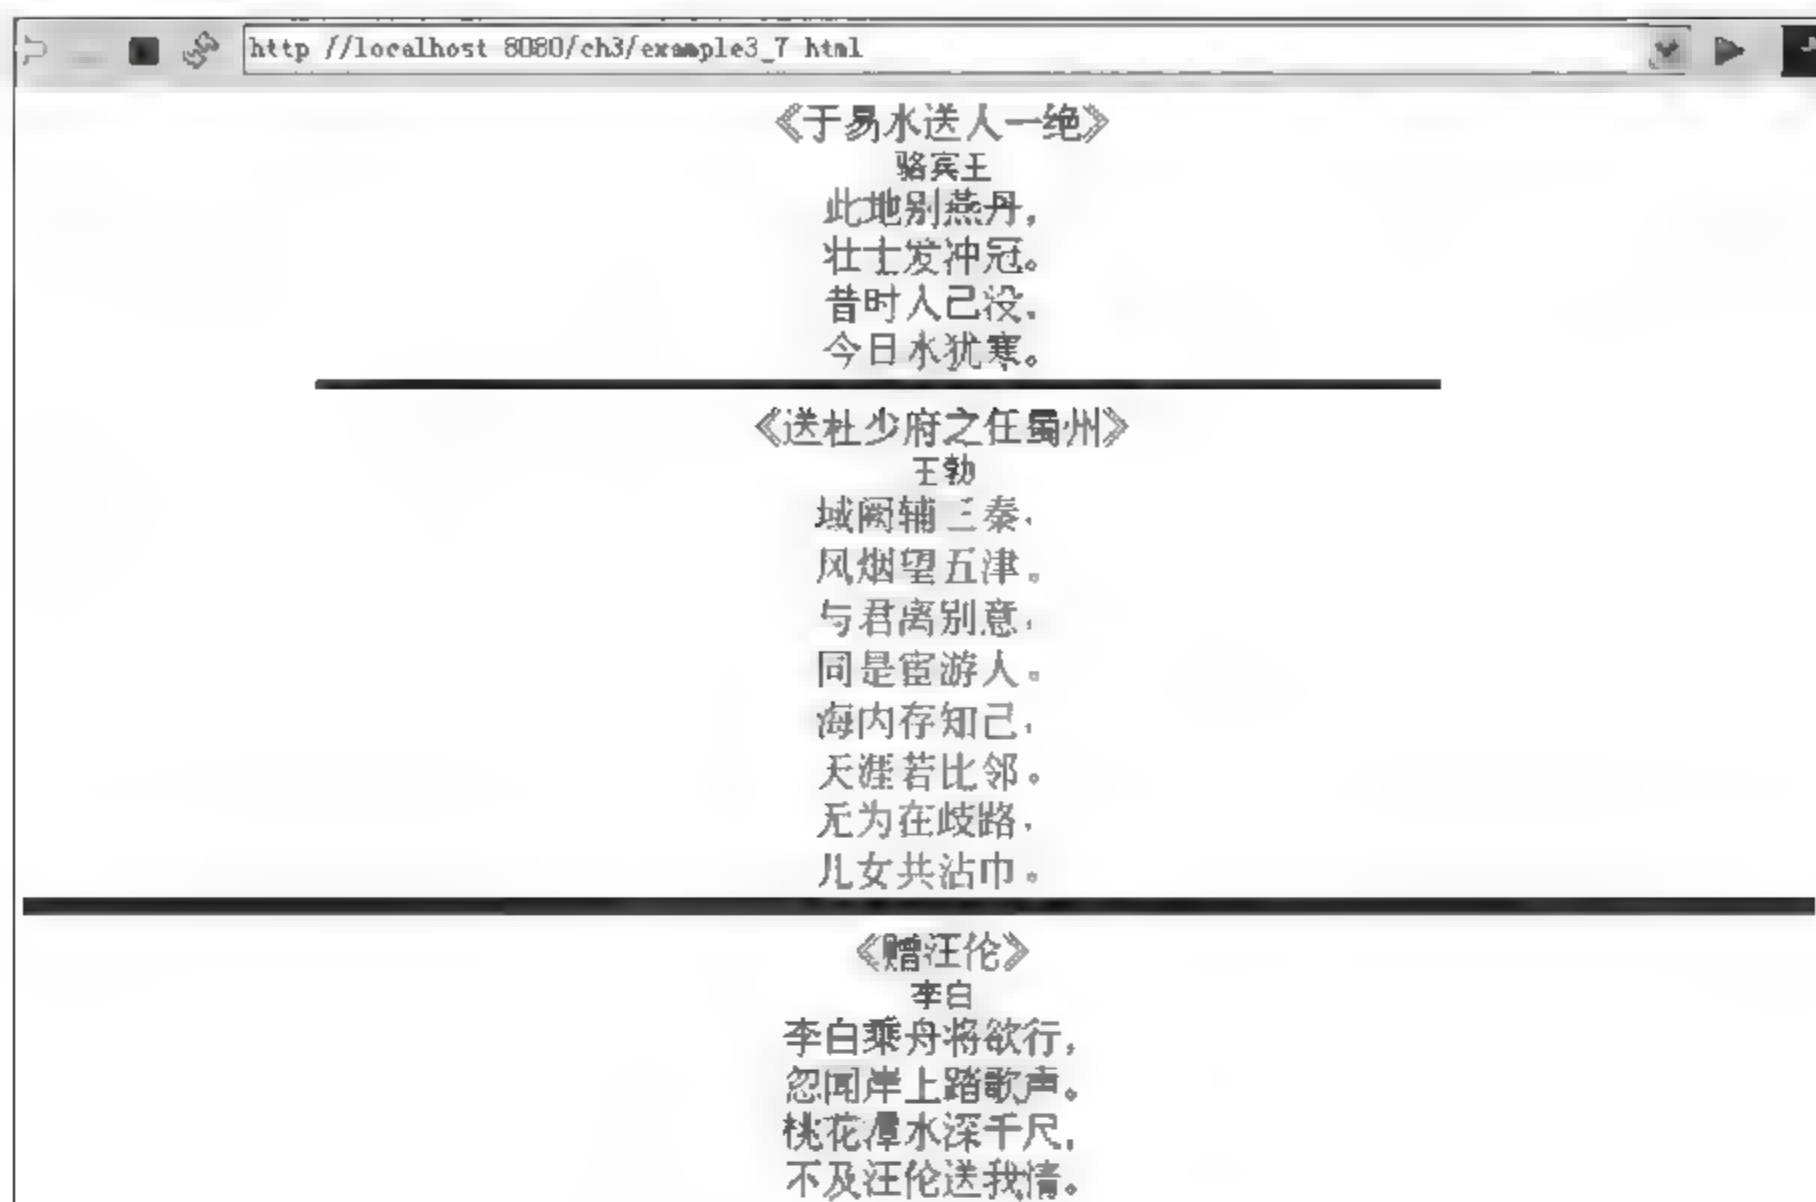 http //localhost 8080/ch3/example3_7 html
《于易水送人一绝》
骆宾王
此地别燕丹，
壮士发冲冠。
昔时人己没，
今日水犹寒。
《送杜少府之任蜀州》
王勃
城阙辅三秦，
风烟望五津。
与君离别意，
同是宦游人。
海内存知己，
天涯若比邻。
无为在歧路，
儿女共沾巾。
《赠汪伦》
李白
李白乘舟将欲行，
忽闻岸上踏歌声。
桃花潭水深千尺，
不及汪伦送我情。